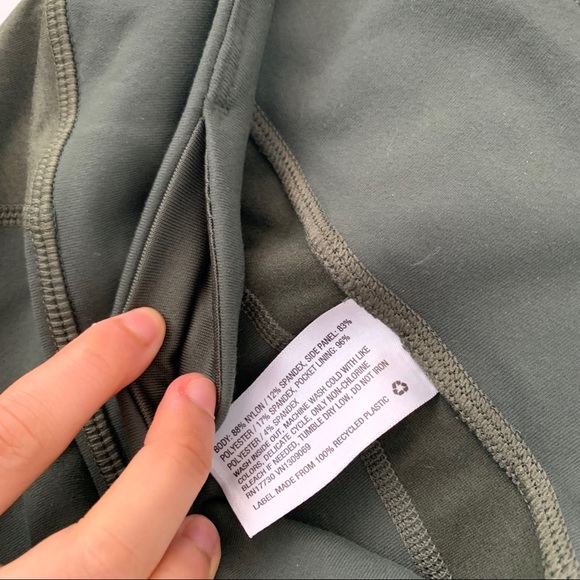 BODY: 88% NYLON / 12% SPANDEX, SIDE PANEL: 83%
POLYESTER / 17% SPANDEX, POCKET LINING: 96%
POLYESTER / 4% SPANDEX
WASH INSIDE OUT, MACHINE WASH COLD WITH LIKE
COLORS, DELICATE CYCLE, ONLY NON-CHLORINE
BLEACH IF NEEDED, TUMBLE DRY LOW, DO NOT IRON
RN17730 VN1309069
LABEL MADE FROM 100% RECYCLED PLASTIC